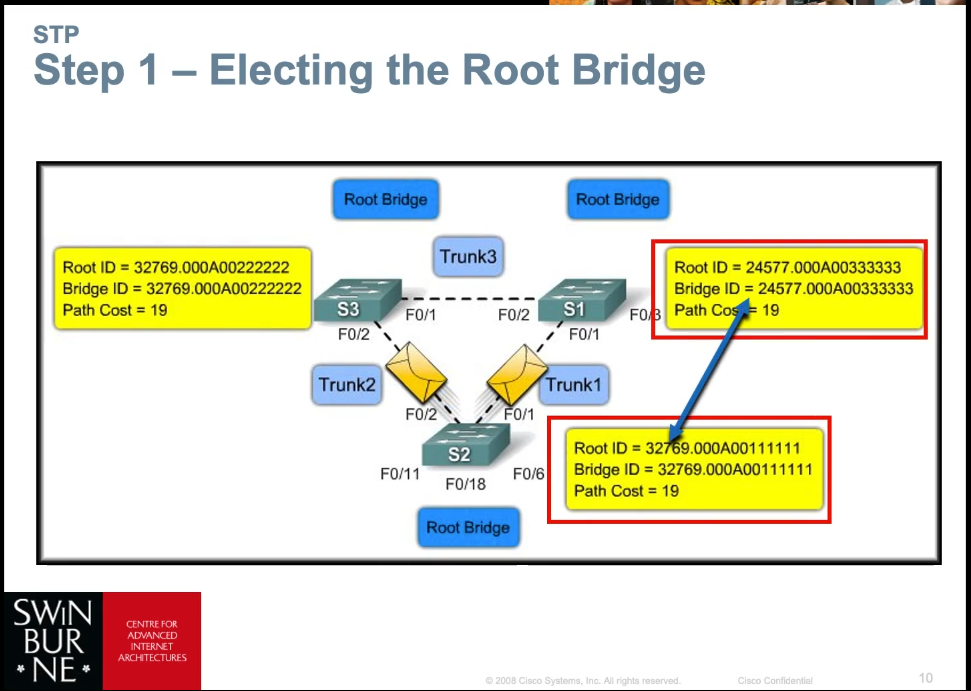 STP
Step 1 – Electing the Root Bridge
Root Bridge
Root Bridge
Trunk3
Root ID = 32769.000A00222222
Bridge ID = 32769.000A00222222
Path Cost = 19
Root ID = 24577.000A00333333
Bridge ID = 24577.000A00333333
Path Cost = 19
S3
F0/1
F0/2
S1
F0/3
F0/2
F0/1
Trunk2
Trunk1
F0/2
F0/1
S2
F0/11
F0/18
F0/6
Root ID = 32769.000A00111111
Bridge ID = 32769.000A00111111
Path Cost = 19
Root Bridge
SWIN
BUR
*NE*
CENTRE FOR
ADVANCED
INTERNET
ARCHITECTURES
© 2008 Cisco Systems, Inc. All rights reserved.
Cisco Confidential
10